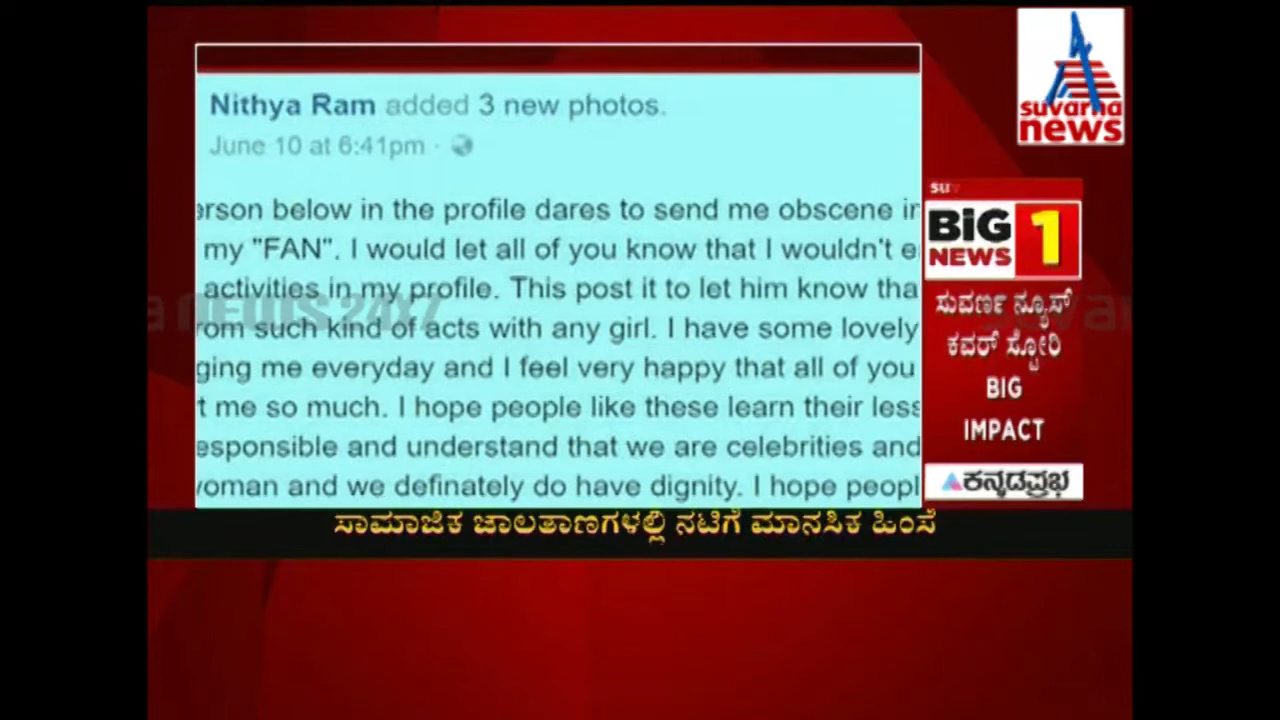 Nithya Ram added 3 new photos.
June 10 at 6:41pm ·
erson below in the profile dares to send me obscene
my "FAN". I would let all of you know that I wouldn't
activities in my profile. This post it to let him know
rom such kind of acts with any girl. I have some lovely
ging me everyday and I feel very happy that all of you
t me so much. I hope people like these learn their
esponsible and understand that we are celebrities and
woman and we definately do have dignity. I hope
suvarna
news
BIG
NEWS 1
ಸುವರ್ಣ ನ್ಯೂಸ್
ಕವರ್ ಸ್ಟೋರಿ
BIG
IMPACT
ಕನ್ನಡಪ್ರಭ
NEWS 24X7
ಸಾಮಾಜಿಕ ಜಾಲತಾಣಗಳಲ್ಲಿ ನಟಿಗೆ ಮಾನಸಿಕ ಹಿಂಸೆ